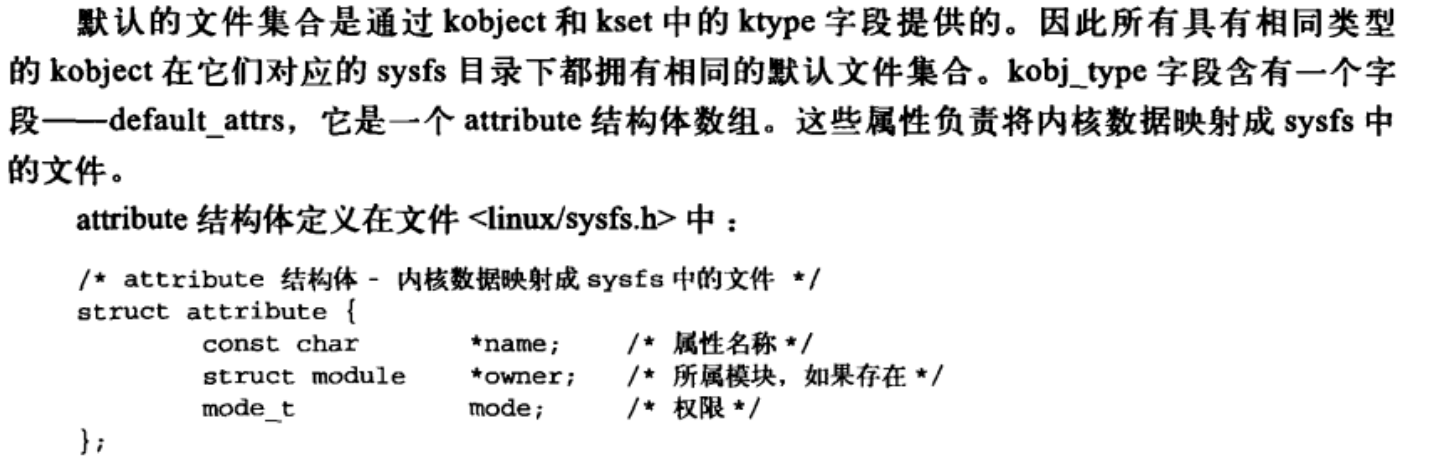 默认的文件集合是通过 kobject 和 kset 中的 ktype 字段提供的。因此所有具有相同类型
的 kobject 在它们对应的 sysfs 目录下都拥有相同的默认文件集合。kobj_type 字段含有一个字
段——default_attrs，它是一个 attribute 结构体数组。这些属性负责将内核数据映射成 sysfs 中
的文件。
attribute 结构体定义在文件 <linux/sysfs.h> 中：
/* attribute 结构体 - 内核数据映射成 sysfs 中的文件 */
struct attribute {
        const char      *name;    /* 属性名称 */
        struct module   *owner;   /* 所属模块，如果存在 */
        mode_t          mode;     /* 权限 */
};